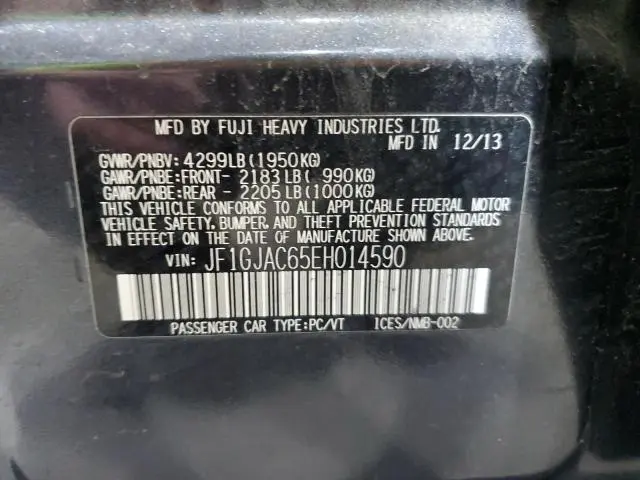 MFD BY FUJI HEAVY INDUSTRIES LTD.
MFD IN 12/13
GVWR/PNBV: 4299LB(1950KG)
GAWR/PNBE:FRONT- 2183LB( 990KG)
GAWR/PNBE:REAR - 2205LB(1000KG)
THIS VEHICLE CONFORMS TO ALL APPLICABLE FEDERAL MOTOR
VEHICLE SAFETY, BUMPER, AND THEFT PREVENTION STANDARDS
IN EFFECT ON THE DATE OF MANUFACTURE SHOWN ABOVE.
VIN: JF1GJAC65EH014590
PASSENGER CAR TYPE:PC/VT ICES/NMB-002